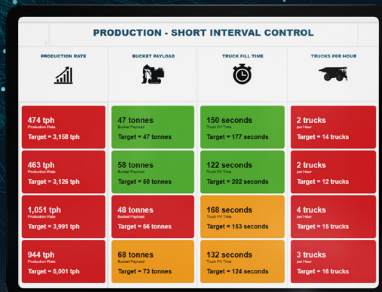 PRODUCTION - SHORT INTERVAL CONTROL
PRODUCTION RATE
BUCKET PAYLOAD
TRUCK FILL TIME
TRUCKS PER HOUR
474 tph
Production Rate
Target = 3,158 tph
47 tonnes
Bucket Payload
Target = 47 tonnes
150 seconds
Truck Fill Time
Target = 177 seconds
2 trucks
per Hour
Target = 14 trucks
463 tph
Production Rate
Target = 3,126 tph
58 tonnes
Bucket Payload
Target = 50 tonnes
122 seconds
Truck Fill Time
Target = 202 seconds
2 trucks
per Hour
Target = 12 trucks
1,051 tph
Production Rate
Target = 3,991 tph
48 tonnes
Bucket Payload
Target = 56 tonnes
168 seconds
Truck Fill Time
Target = 153 seconds
4 trucks
per Hour
Target = 15 trucks
944 tph
Production Rate
Target = 5,001 tph
68 tonnes
Bucket Payload
Target = 73 tonnes
132 seconds
Truck Fill Time
Target = 124 seconds
3 trucks
per Hour
Target = 16 trucks